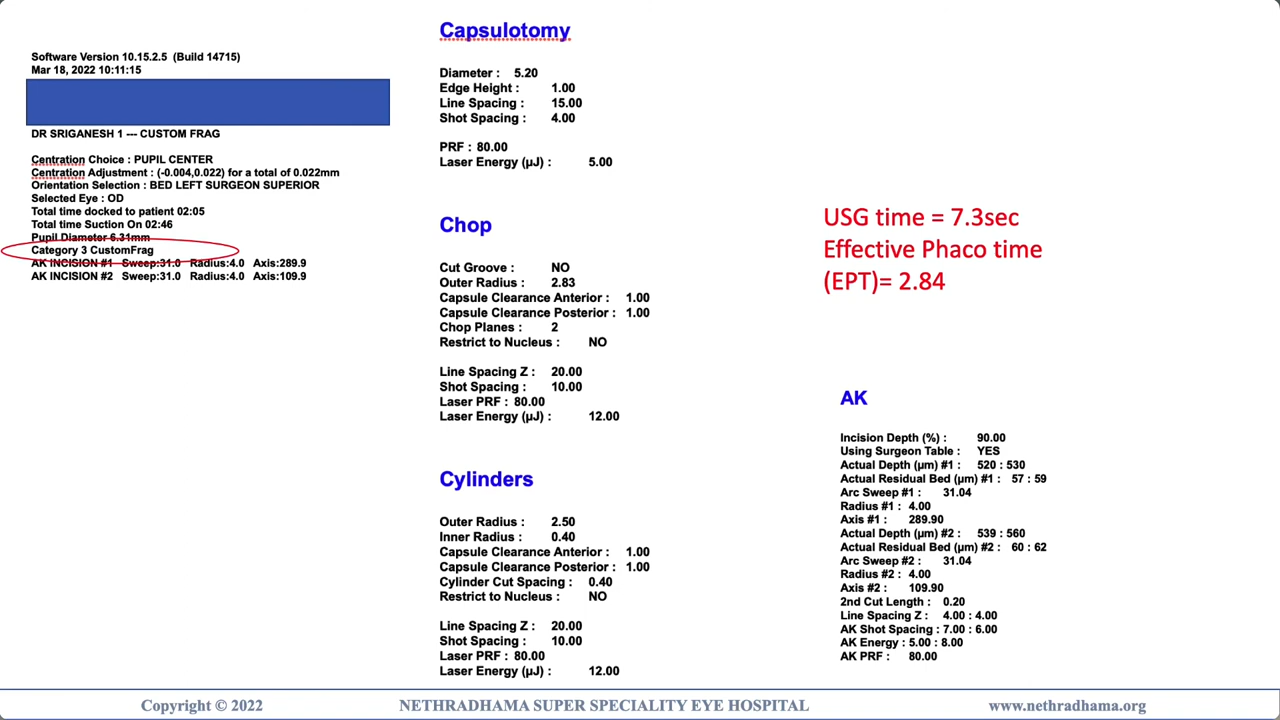 Software Version 10.15.2.5 (Build 14715)
Mar 18, 2022 10:11:15
DR SRIGANESH 1 --- CUSTOM FRAG
Centration Choice : PUPIL CENTER
Centration Adjustment : (-0.004,0.022) for a total of 0.022mm
Orientation Selection : BED LEFT SURGEON SUPERIOR
Selected Eye : OD
Total time docked to patient 02:05
Total time Suction On 02:46
Pupil Diameter 6.31mm
Category 3 CustomFrag
AK INCISION #1 Sweep:31.0 Radius:4.0 Axis:289.9
AK INCISION #2 Sweep:31.0 Radius:4.0 Axis:109.9
Capsulotomy
Diameter : 5.20
Edge Height : 1.00
Line Spacing : 15.00
Shot Spacing : 4.00
PRF : 80.00
Laser Energy (µJ) : 5.00
Chop
Cut Groove : NO
Outer Radius : 2.83
Capsule Clearance Anterior : 1.00
Capsule Clearance Posterior : 1.00
Chop Planes : 2
Restrict to Nucleus : NO
Line Spacing Z : 20.00
Shot Spacing : 10.00
Laser PRF : 80.00
Laser Energy (µJ) : 12.00
Cylinders
Outer Radius : 2.50
Inner Radius : 0.40
Capsule Clearance Anterior : 1.00
Capsule Clearance Posterior : 1.00
Cylinder Cut Spacing : 0.40
Restrict to Nucleus : NO
Line Spacing Z : 20.00
Shot Spacing : 10.00
Laser PRF : 80.00
Laser Energy (µJ) : 12.00
USG time = 7.3sec
Effective Phaco time
(EPT)= 2.84
AK
Incision Depth (%) : 90.00
Using Surgeon Table : YES
Actual Depth (µm) #1 : 520 : 530
Actual Residual Bed (µm) #1 : 57 : 59
Arc Sweep #1 : 31.04
Radius #1 : 4.00
Axis #1 : 289.90
Actual Depth (µm) #2 : 539 : 560
Actual Residual Bed (µm) #2 : 60 : 62
Arc Sweep #2 : 31.04
Radius #2 : 4.00
Axis #2 : 109.90
2nd Cut Length : 0.20
Line Spacing Z : 4.00 : 4.00
AK Shot Spacing : 7.00 : 6.00
AK Energy : 5.00 : 8.00
AK PRF : 80.00
Copyright © 2022
NETHRADHAMA SUPER SPECIALITY EYE HOSPITAL
www.nethradhama.org